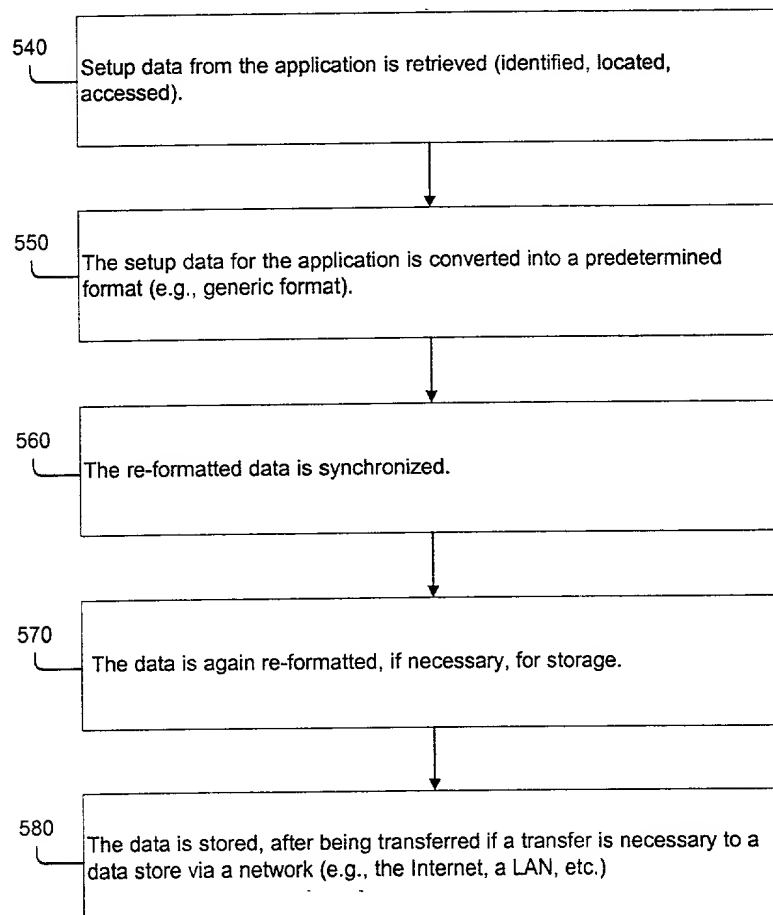 540
Setup data from the application is retrieved (identified, located,
accessed).
550
The setup data for the application is converted into a predetermined
format (e.g., generic format).
560
The re-formatted data is synchronized.
570
The data is again re-formatted, if necessary, for storage.
580
The data is stored, after being transferred if a transfer is necessary to a
data store via a network (e.g., the Internet, a LAN, etc.)